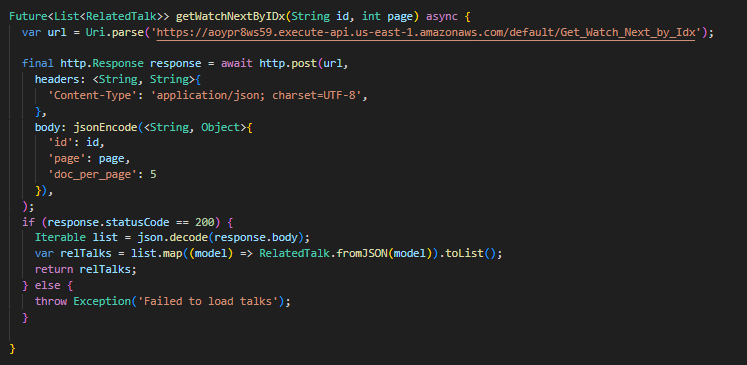 Future<List<RelatedTalk>> getWatchNextByIDx(String id, int page) async {
  var url = Uri.parse('https://aoypr8ws59.execute-api.us-east-1.amazonaws.com/default/Get_Watch_Next_by_Idx');

  final http.Response response = await http.post(url,
    headers: <String, String>{
      'Content-Type': 'application/json; charset=UTF-8',
    },
    body: jsonEncode(<String, Object>{
      'id': id,
      'page': page,
      'doc_per_page': 5
    }),
  );
  if (response.statusCode == 200) {
    Iterable list = json.decode(response.body);
    var relTalks = list.map((model) => RelatedTalk.fromJSON(model)).toList();
    return relTalks;
  } else {
    throw Exception('Failed to load talks');
  }

}